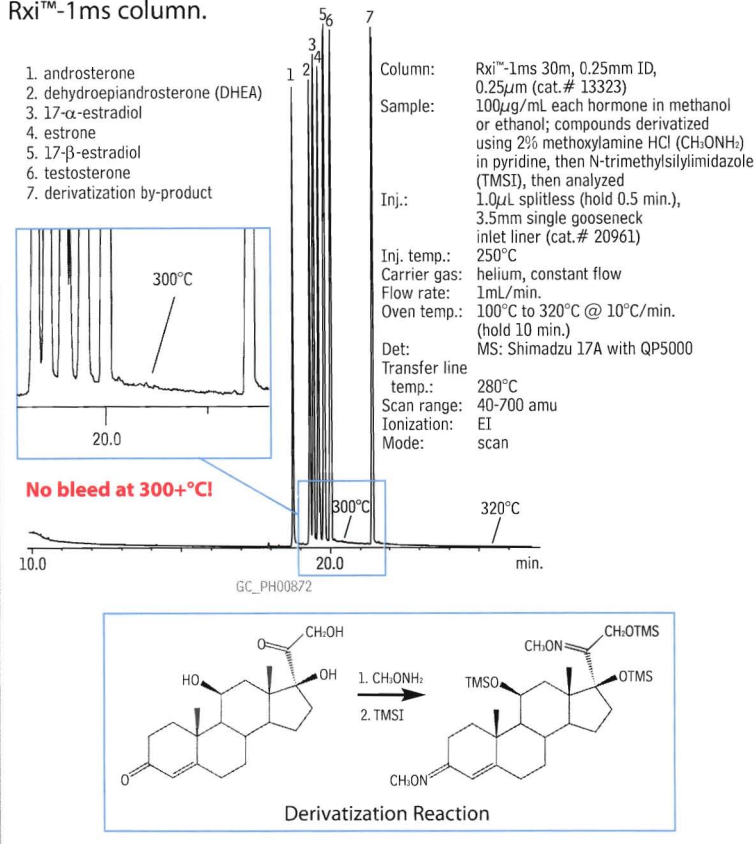 Rxi™-1ms column.
1. androsterone
2. dehydroepiandrosterone (DHEA)
3. 17-α-estradiol
4. estrone
5. 17-β-estradiol
6. testosterone
7. derivatization by-product
1
2
3
4
5
6
7
Column: Rxi™-1ms 30m, 0.25mm ID,
0.25µm (cat.# 13323)
Sample: 100µg/mL each hormone in methanol
or ethanol; compounds derivatized
using 2% methoxylamine HCl (CH₃ONH₂)
in pyridine, then N-trimethylsilylimidazole
(TMSI), then analyzed
Inj.: 1.0µL splitless (hold 0.5 min.),
3.5mm single gooseneck
inlet liner (cat.# 20961)
Inj. temp.: 250°C
Carrier gas: helium, constant flow
Flow rate: 1mL/min.
Oven temp.: 100°C to 320°C @ 10°C/min.
(hold 10 min.)
Det: MS: Shimadzu 17A with QP5000
Transfer line
temp.: 280°C
Scan range: 40-700 amu
Ionization: EI
Mode: scan
300°C
20.0
No bleed at 300+°C!
300°C
320°C
10.0
20.0
min.
GC_PH00872
CH₂OH
O
HO
OH
O
1. CH₃ONH₂
2. TMSI
CH₂OTMS
CH₃ON
TMSO
OTMS
CH₃ON
Derivatization Reaction